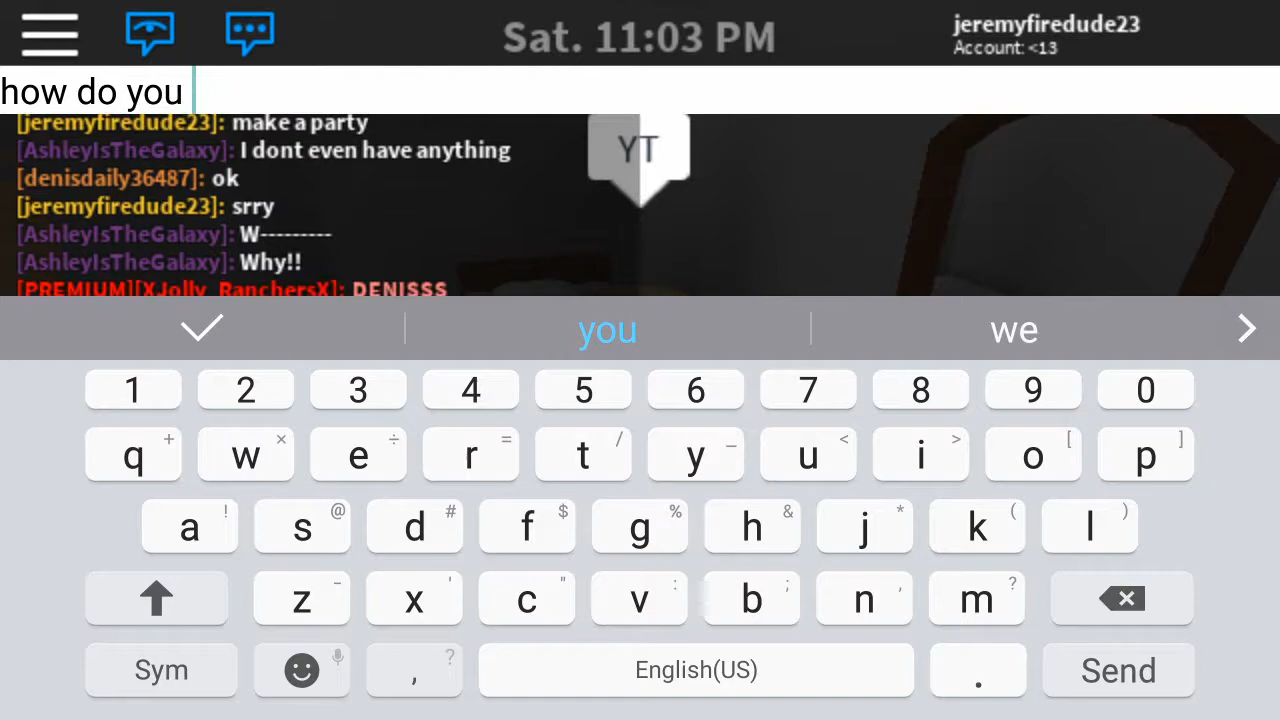 Sat. 11:03 PM
jeremyfiredude23
Account: <13
how do you
[jeremyfiredude23]: make a party
YT
[AshleyIsTheGalaxy]: I dont even have anything
[denisdaily36487]: ok
[jeremyfiredude23]: srry
[AshleyIsTheGalaxy]: W---------
[AshleyIsTheGalaxy]: Why!!
[PREMIUM][XJolly_RanchersX]: DENISSS
you we
1 2 3 4 5 6 7 8 9 0
+ × ÷ = / _ < > [ ]
q w e r t y u i o p
! @ # $ % & * ( )
a s d f g h j k l
- ' " : ; , ?
z x c v b n m
Sym , ? English(US) . Send